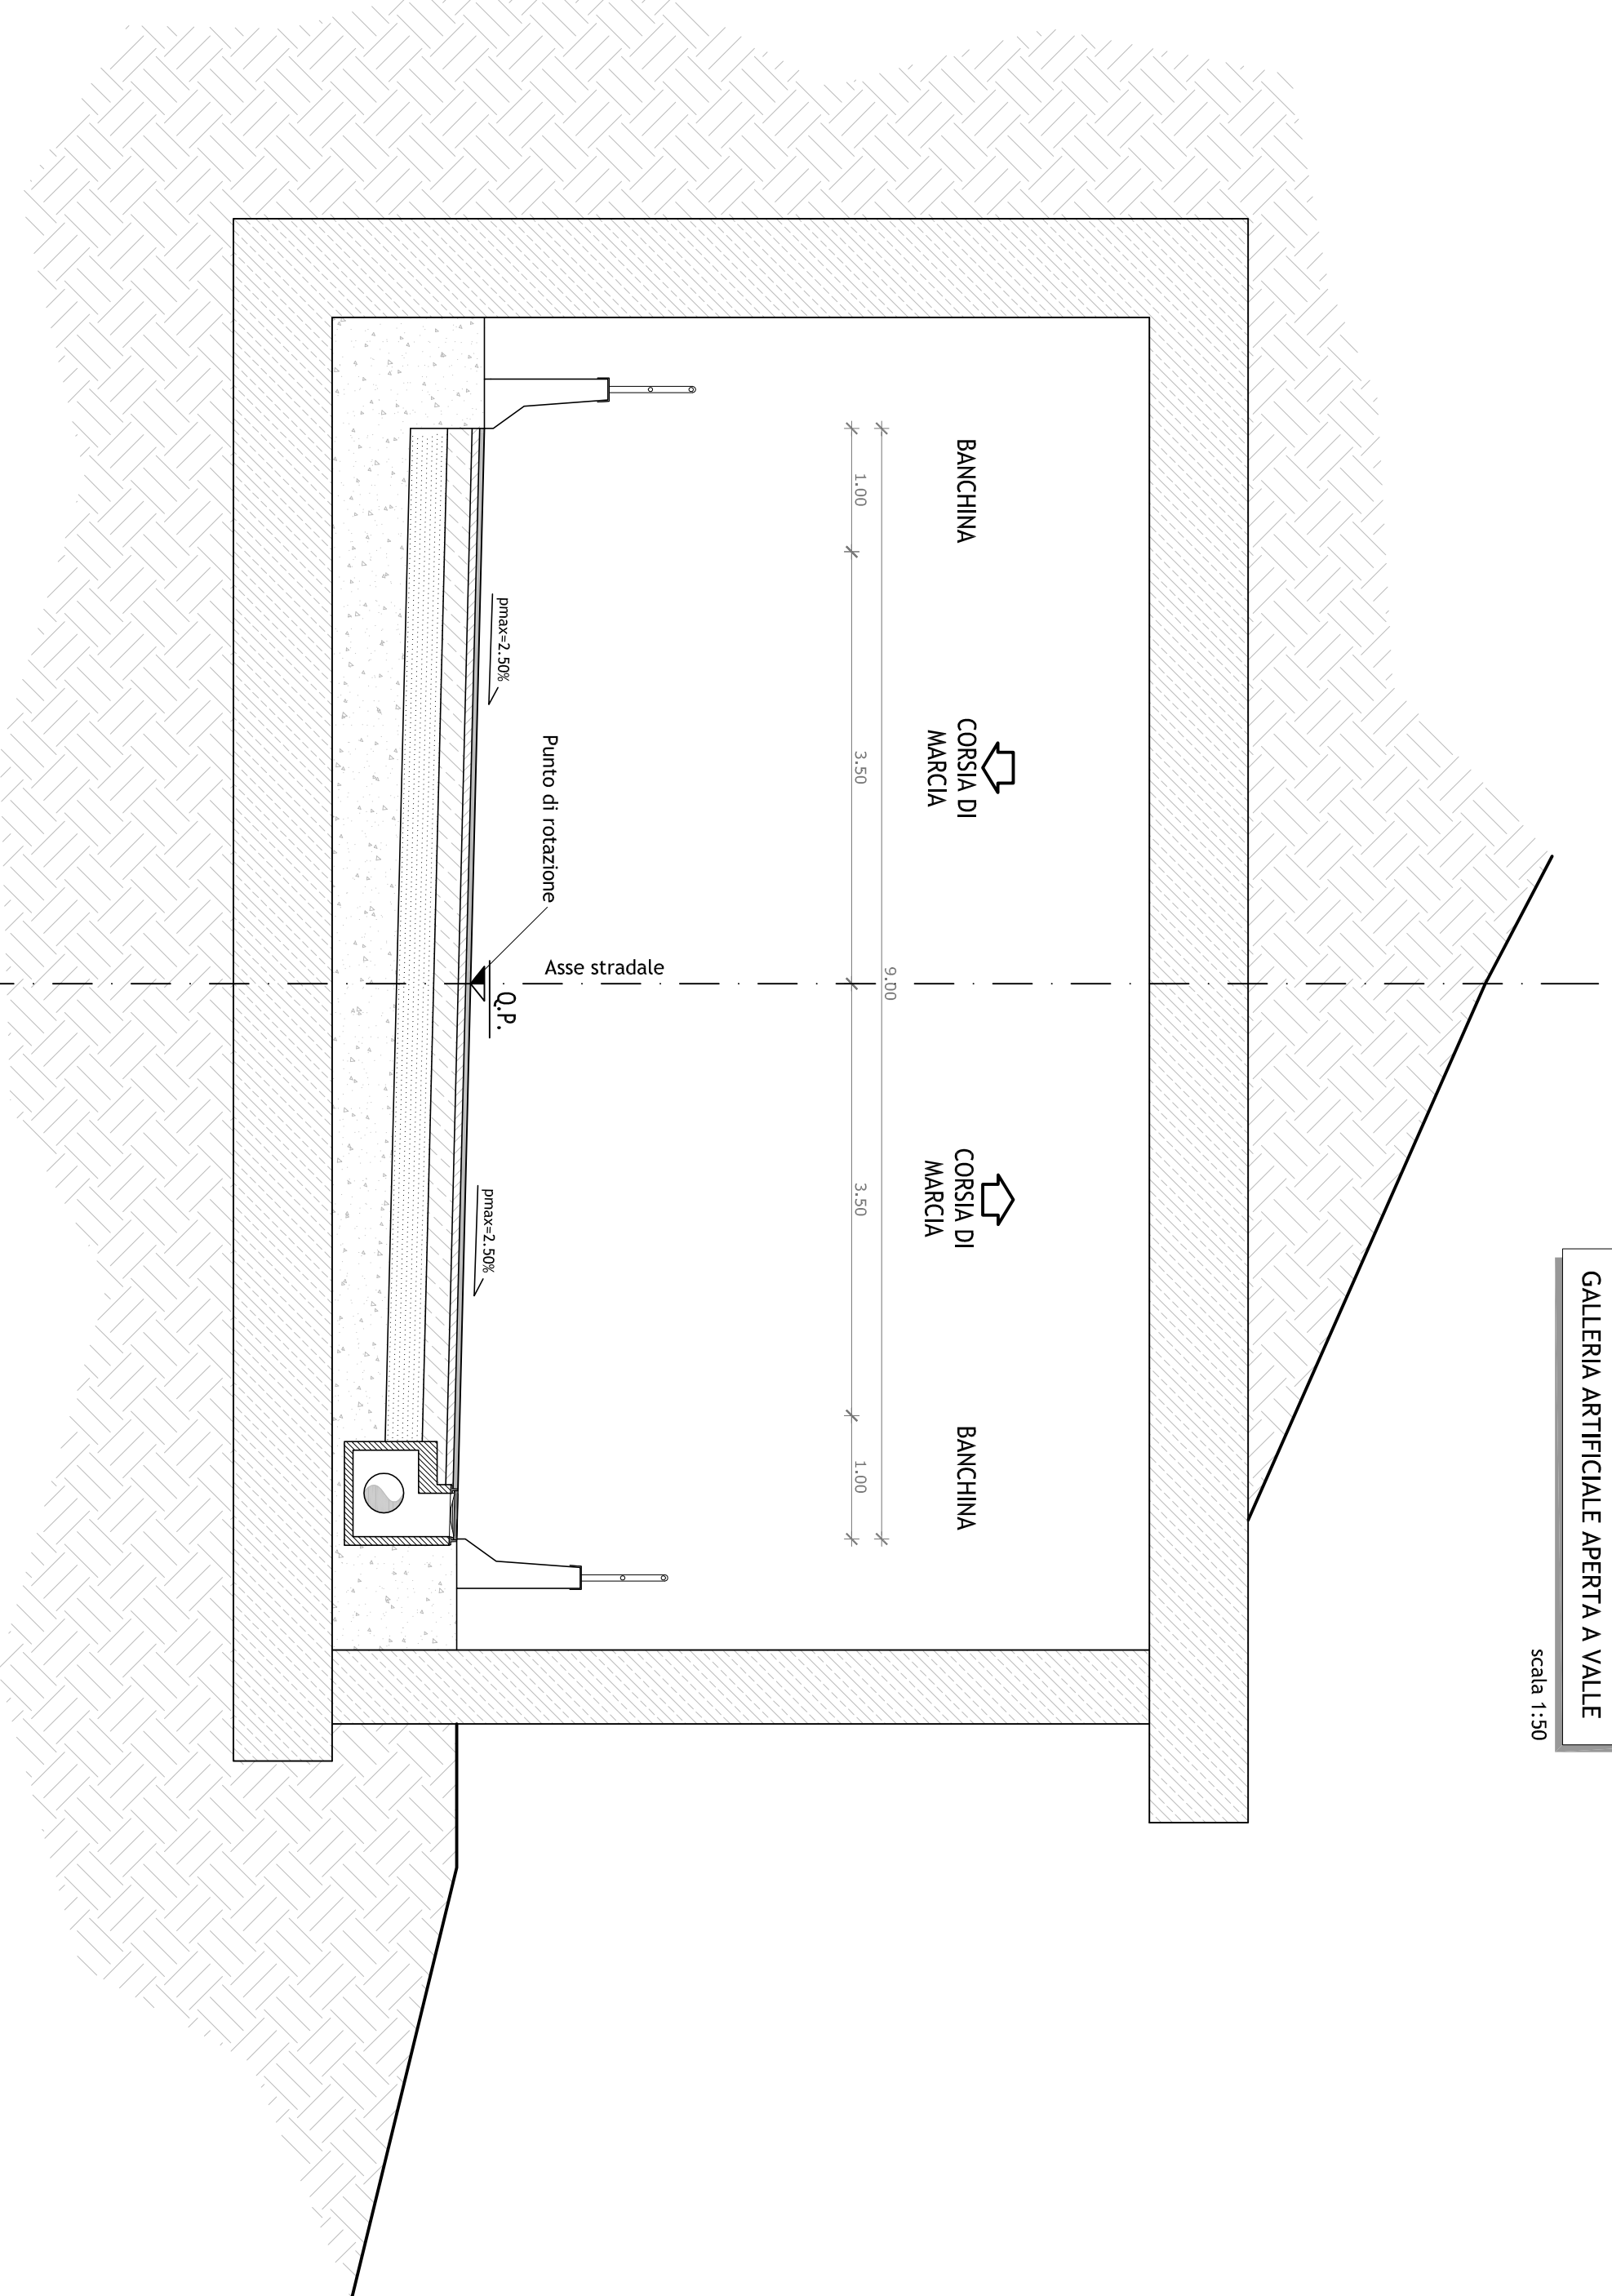 GALLERIA ARTIFICIALE APERTA A VALLE
scala 1:50
BANCHINA
CORSIA DI
MARCIA
CORSIA DI
MARCIA
BANCHINA
9.00
1.00
3.50
3.50
1.00
Asse stradale
Punto di rotazione
Q.P.
pmax=2.50%
pmax=2.50%